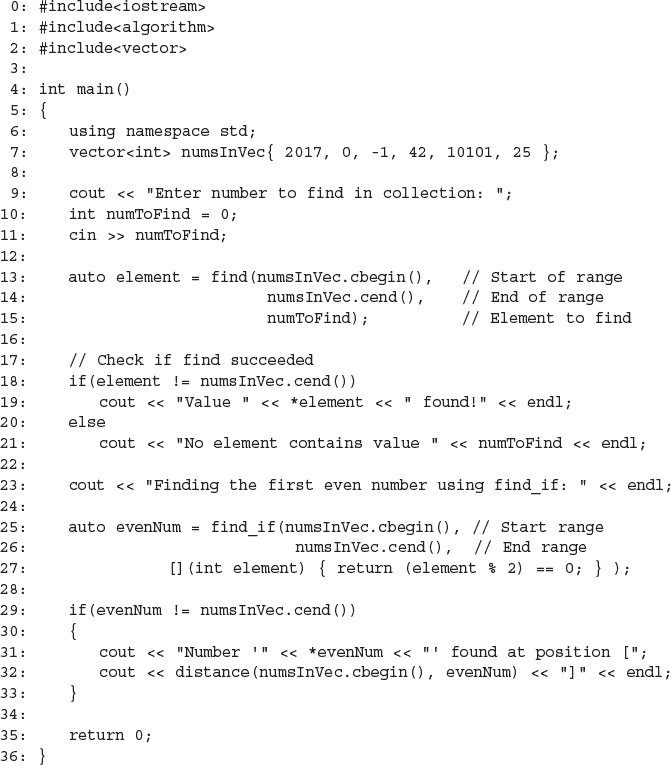 0: #include<iostream>
1: #include<algorithm>
2: #include<vector>
3:
4: int main()
5: {
6:    using namespace std;
7:    vector<int> numsInVec{ 2017, 0, -1, 42, 10101, 25 };
8:
9:    cout << "Enter number to find in collection: ";
10:    int numToFind = 0;
11:    cin >> numToFind;
12:
13:    auto element = find(numsInVec.cbegin(),   // Start of range
14:                        numsInVec.cend(),     // End of range
15:                        numToFind);           // Element to find
16:
17:    // Check if find succeeded
18:    if(element != numsInVec.cend())
19:       cout << "Value " << *element << " found!" << endl;
20:    else
21:       cout << "No element contains value " << numToFind << endl;
22:
23:    cout << "Finding the first even number using find_if: " << endl;
24:
25:    auto evenNum = find_if(numsInVec.cbegin(), // Start range
26:                           numsInVec.cend(),  // End range
27:              [](int element) { return (element % 2) == 0; } );
28:
29:    if(evenNum != numsInVec.cend())
30:    {
31:       cout << "Number '" << *evenNum << "' found at position [";
32:       cout << distance(numsInVec.cbegin(), evenNum) << "]" << endl;
33:    }
34:
35:    return 0;
36: }